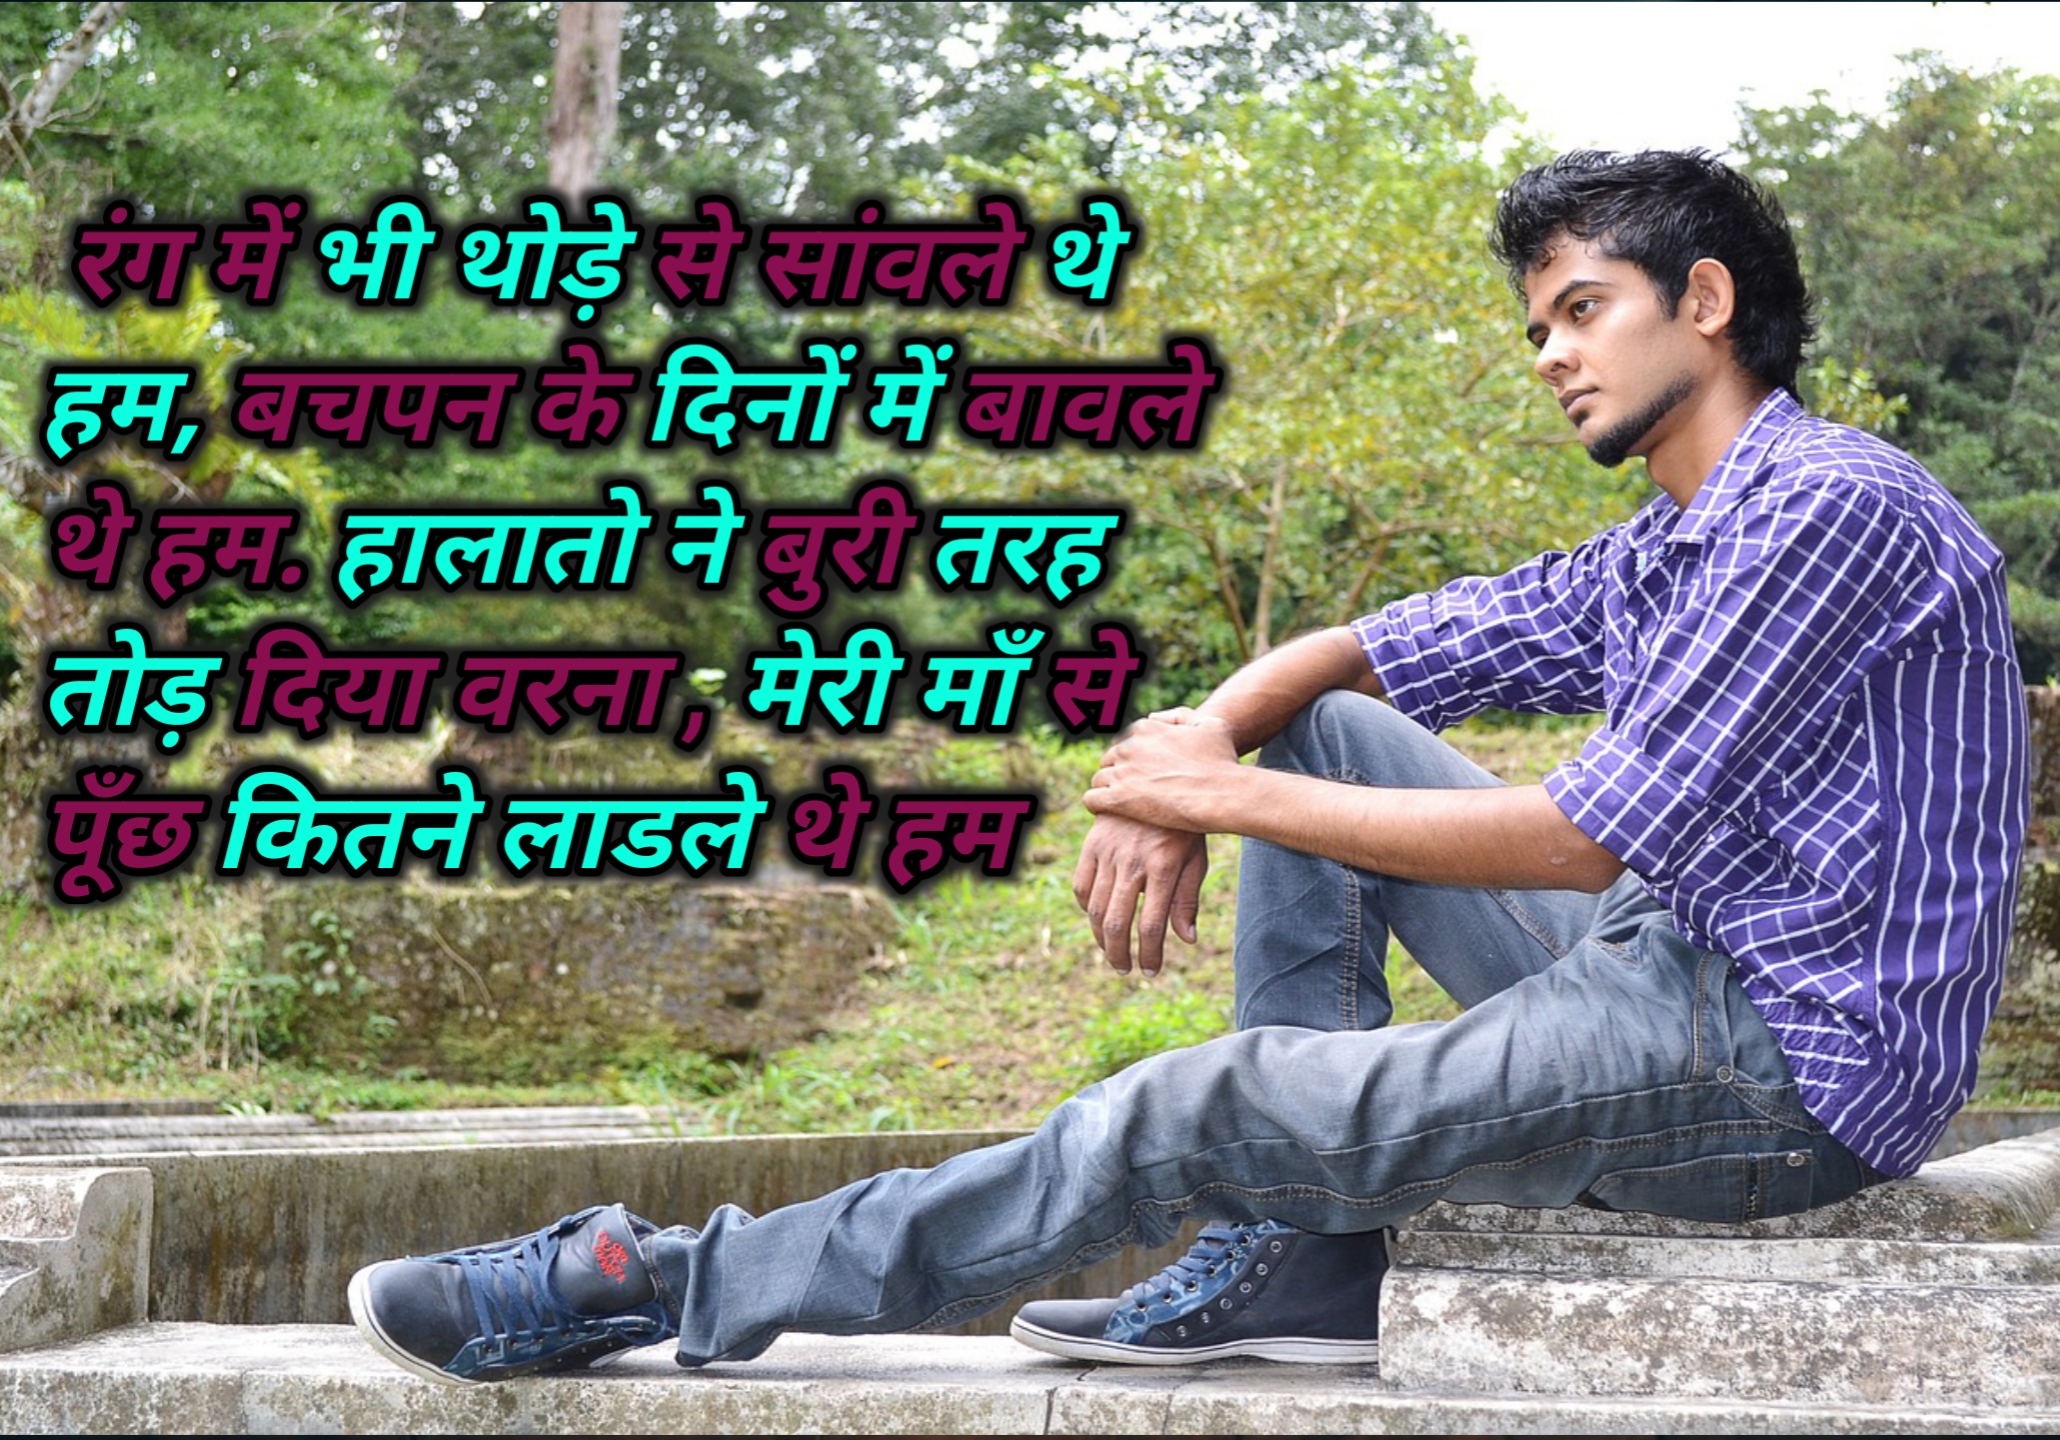 रंग में भी थोड़े से सांवले थे
हम, बचपन के दिनों में बावले
थे हम. हालातो ने बुरी तरह
तोड़ दिया वरना , मेरी माँ से
पूँछ कितने लाडले थे हम